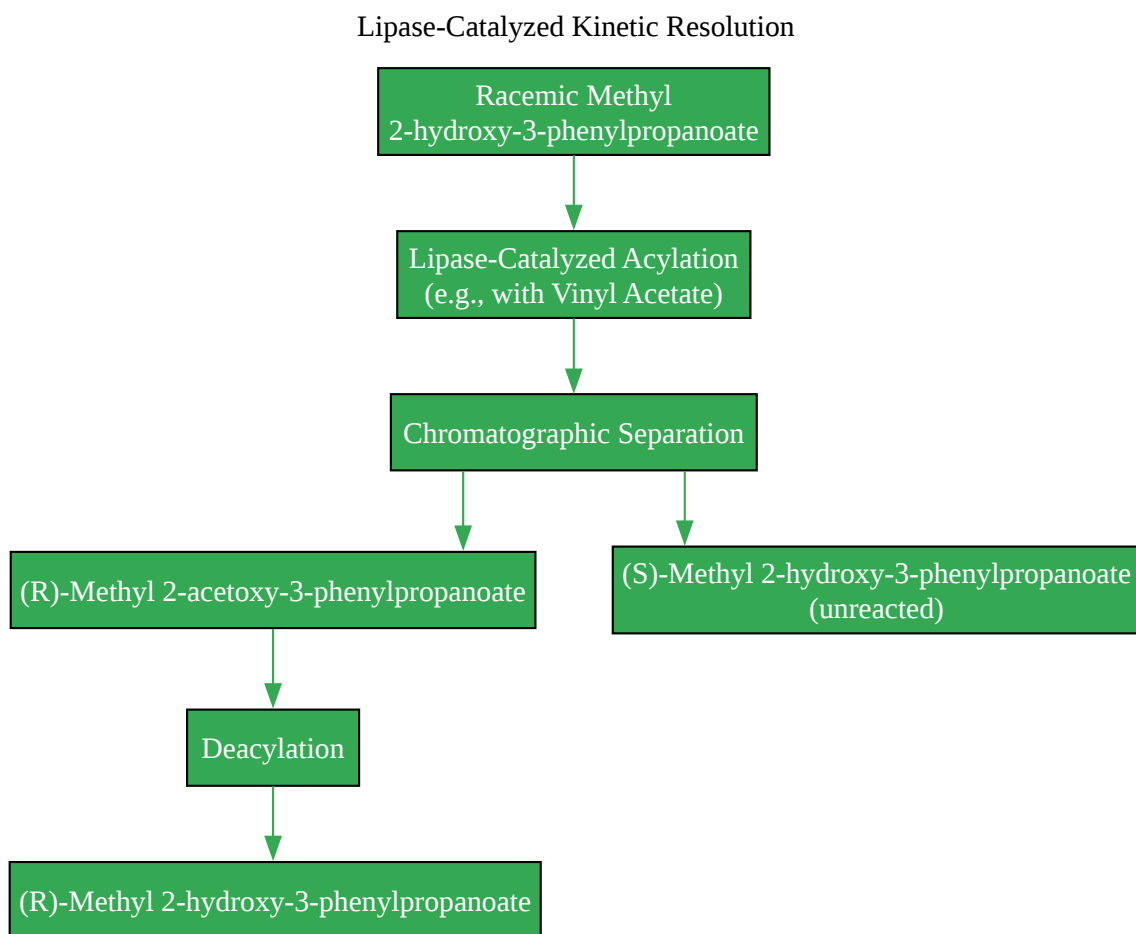 Lipase-Catalyzed Kinetic Resolution
Racemic Methyl
2-hydroxy-3-phenylpropanoate
Lipase-Catalyzed Acylation
(e.g., with Vinyl Acetate)
Chromatographic Separation
(R)-Methyl 2-acetoxy-3-phenylpropanoate
(S)-Methyl 2-hydroxy-3-phenylpropanoate
(unreacted)
Deacylation
(R)-Methyl 2-hydroxy-3-phenylpropanoate